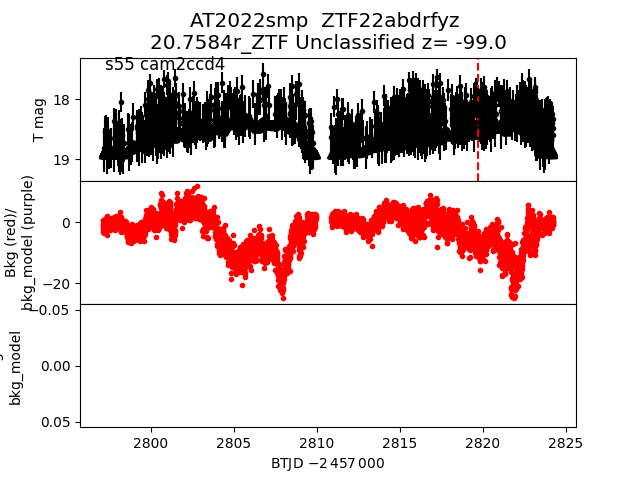 AT2022smp  ZTF22abdrfyz
20.7584r_ZTF Unclassified z= -99.0
s55 cam2ccd4
T mag
18
19
Bkg (red)/
bkg_model (purple)
0
−20
−0.05
0.00
0.05
bkg_model
2800
2805
2810
2815
2820
2825
BTJD −2 457 000